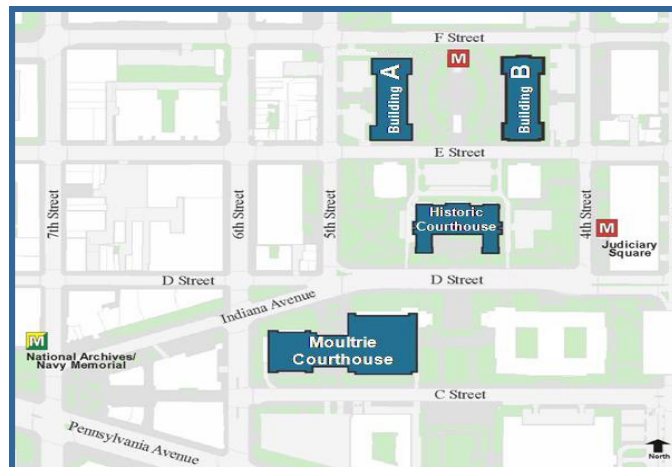 F Street
M
Building A
Building B
E Street
7th Street
6th Street
5th Street
4th Street
Historic
Courthouse
M
Judiciary
Square
D Street
D Street
Indiana Avenue
M
National Archives/
Navy Memorial
Moultrie
Courthouse
C Street
Pennsylvania Avenue
North